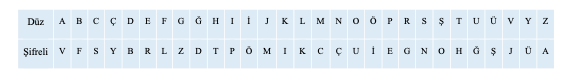 Düz A B C Ç D E F G Ğ H I İ J K L M N O Ö P R S Ş T U Ü V Y Z
Şifreli V F S Y B R L Z D T P Ö M I K C Ç U İ E G N O H Ğ Ş J Ü A